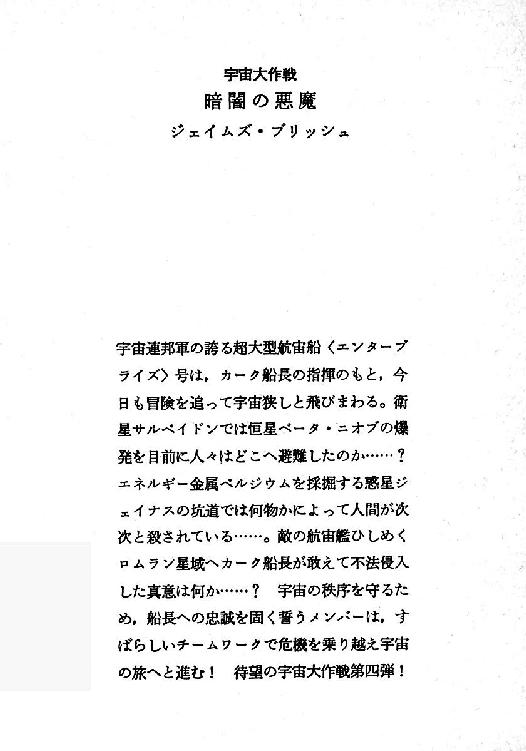 宇宙大作戦
暗闇の悪魔
ジェイムズ・ブリッシュ
宇宙連邦軍の誇る超大型航宙船〈エンタープ
ライズ〉号は，カーク船長の指揮のもと，今
日も冒険を追って宇宙狭しと飛びまわる。衛
星サルペイドンでは恒星ベータ・ニオブの爆
発を目前に人々はどこへ避難したのか……？
エネルギー金属ペルジウムを採掘する惑星ジ
ェイナスの坑道では何物かによって人間が次
次と殺されている……。敵の航宙艦ひしめく
ロムラン星域へカーク船長が敢えて不法侵入
した真意は何か……？　宇宙の秩序を守るた
め，船長への忠誠を固く誓うメンバーは，す
ばらしいチームワークで危機を乗り越え宇宙
の旅へと進む！　待望の宇宙大作戦第四弾！